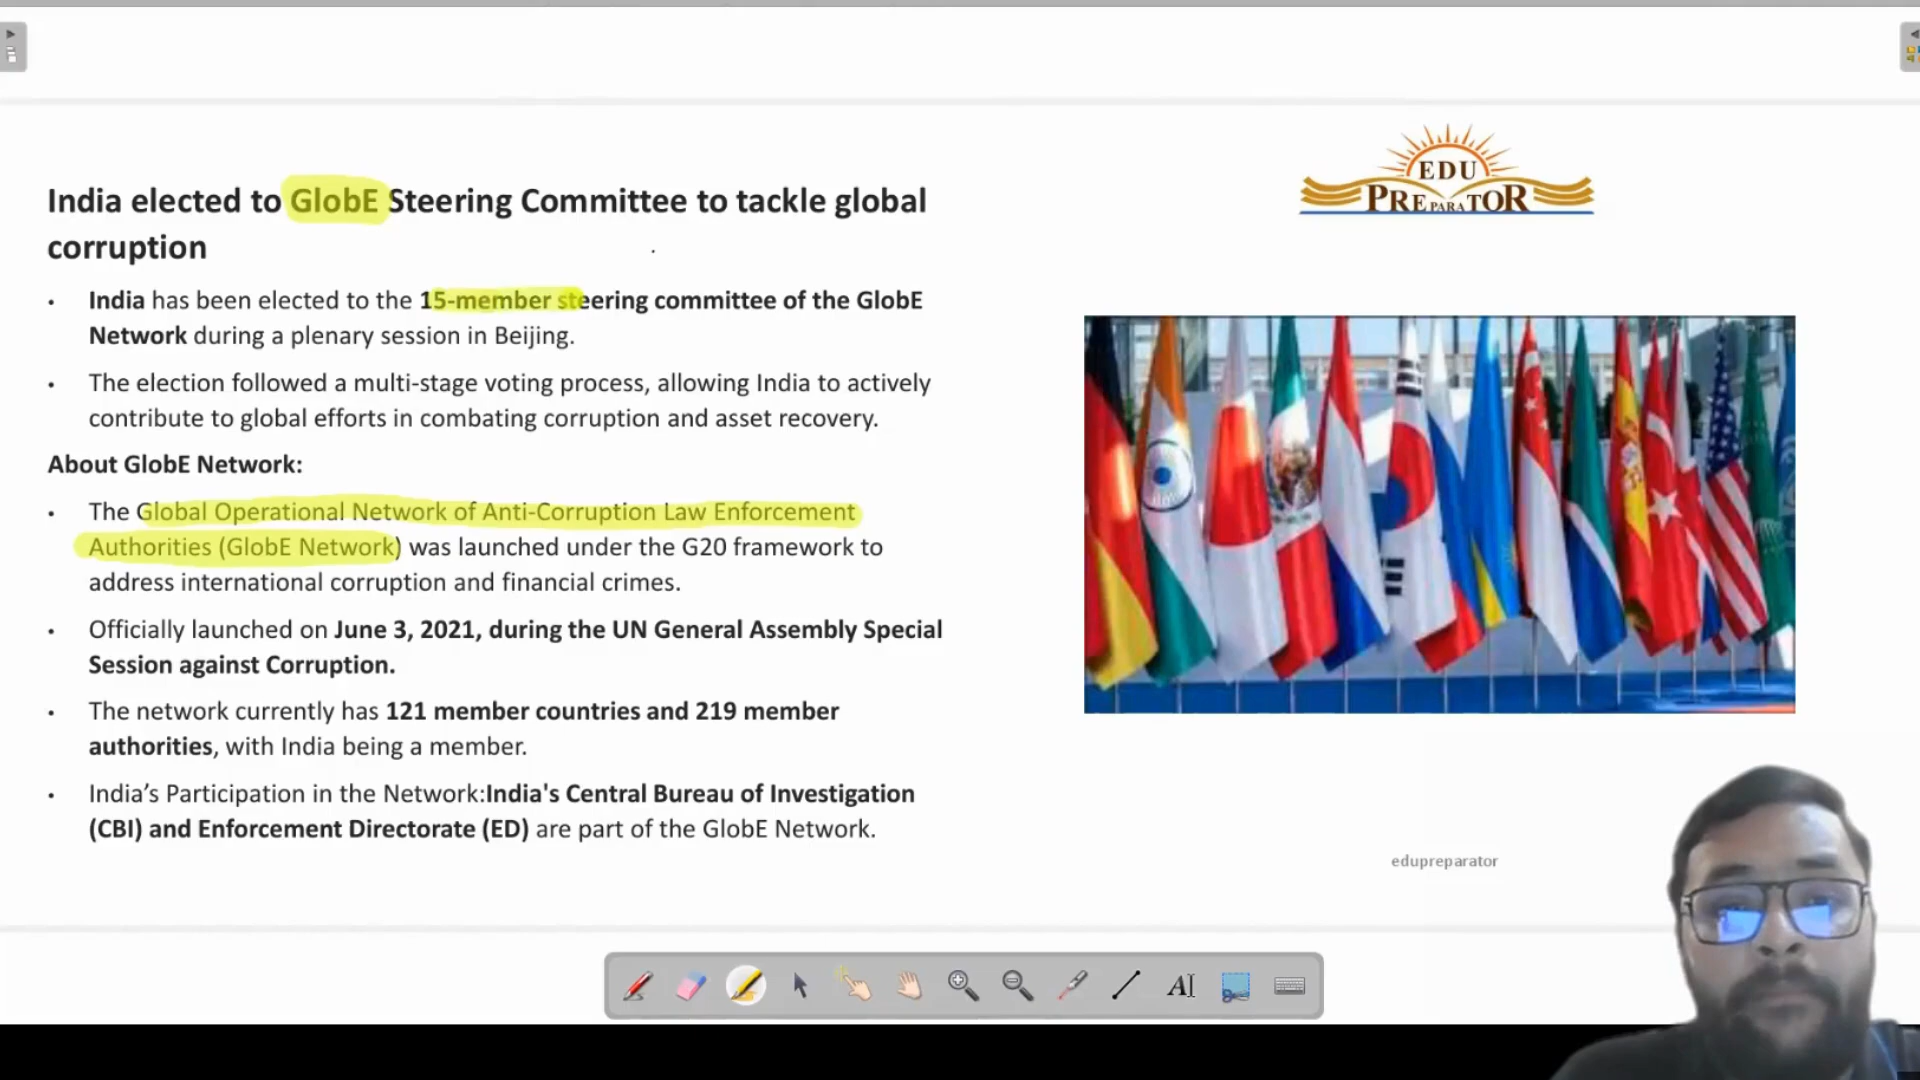 India elected to GlobE Steering Committee to tackle global
corruption
• India has been elected to the 15-member steering committee of the GlobE
Network during a plenary session in Beijing.
• The election followed a multi-stage voting process, allowing India to actively
contribute to global efforts in combating corruption and asset recovery.
About GlobE Network:
• The Global Operational Network of Anti-Corruption Law Enforcement
Authorities (GlobE Network) was launched under the G20 framework to
address international corruption and financial crimes.
• Officially launched on June 3, 2021, during the UN General Assembly Special
Session against Corruption.
• The network currently has 121 member countries and 219 member
authorities, with India being a member.
• India’s Participation in the Network:India's Central Bureau of Investigation
(CBI) and Enforcement Directorate (ED) are part of the GlobE Network.
EDU
PREPARATOR
edupreparator
AI